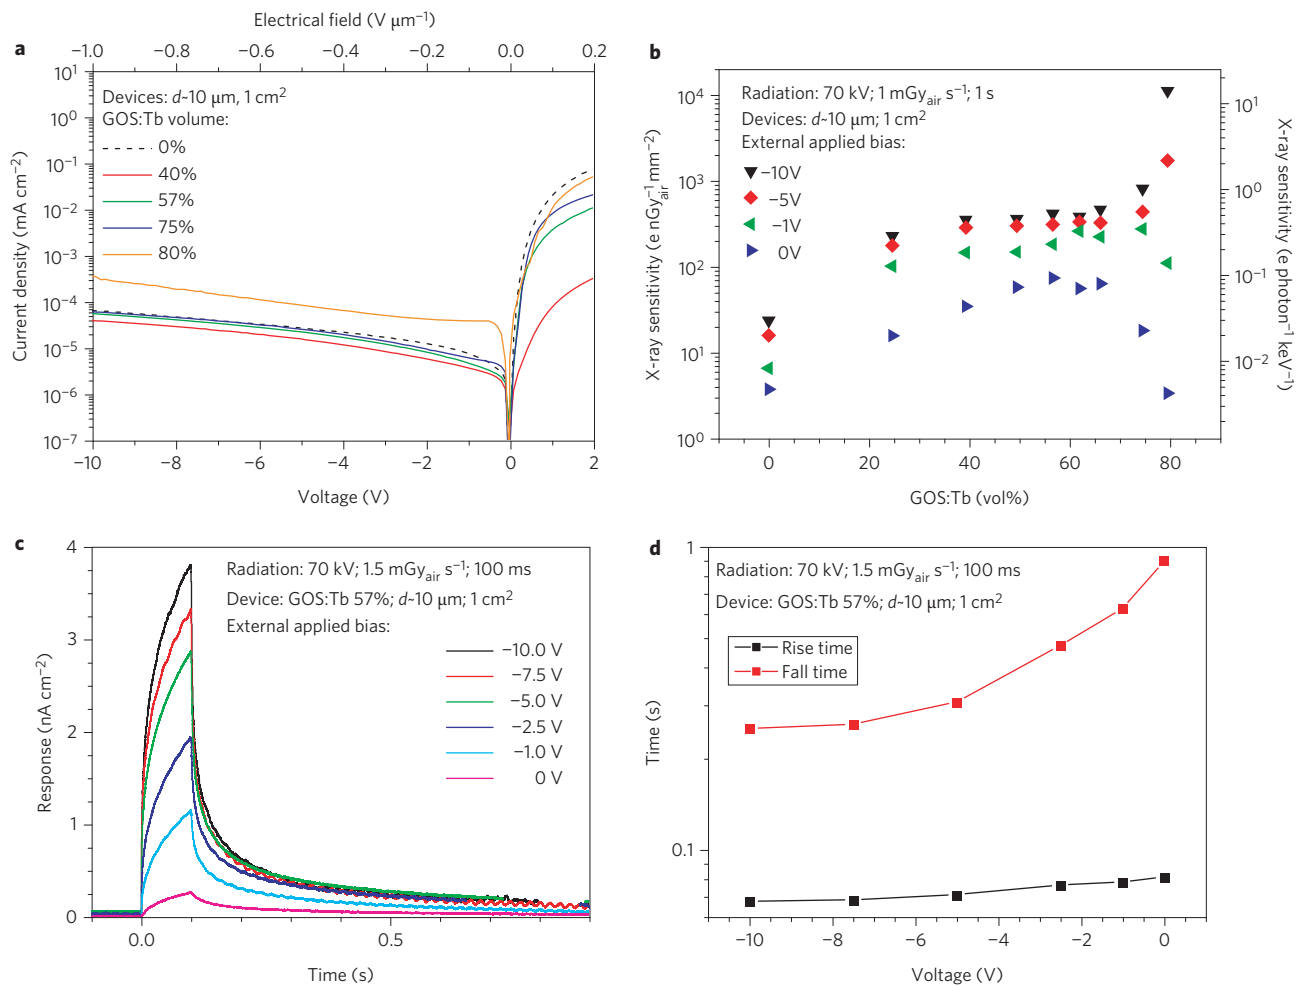 a
Electrical field (V μm⁻¹)
−1.0 −0.8 −0.6 −0.4 −0.2 0.0 0.2
Devices: d~10 μm, 1 cm²
GOS:Tb volume:
0%
40%
57%
75%
80%
10¹
10⁰
10⁻¹
10⁻²
10⁻³
10⁻⁴
10⁻⁵
10⁻⁶
10⁻⁷
Current density (mA cm⁻²)
−10 −8 −6 −4 −2 0 2
Voltage (V)
b
Radiation: 70 kV; 1 mGy_air s⁻¹; 1 s
Devices: d~10 μm; 1 cm²
External applied bias:
−10V
−5V
−1V
0V
10⁴
10³
10²
10¹
10⁰
X-ray sensitivity (e nGy_air⁻¹ mm⁻²)
10¹
10⁰
10⁻¹
10⁻²
X-ray sensitivity (e photon⁻¹ keV⁻¹)
0 20 40 60 80
GOS:Tb (vol%)
c
Radiation: 70 kV; 1.5 mGy_air s⁻¹; 100 ms
Device: GOS:Tb 57%; d~10 μm; 1 cm²
External applied bias:
−10.0 V
−7.5 V
−5.0 V
−2.5 V
−1.0 V
0 V
4
3
2
1
0
Response (nA cm⁻²)
0.0 0.5
Time (s)
d
Radiation: 70 kV; 1.5 mGy_air s⁻¹; 100 ms
Device: GOS:Tb 57%; d~10 μm; 1 cm²
Rise time
Fall time
1
0.1
Time (s)
−10 −8 −6 −4 −2 0
Voltage (V)